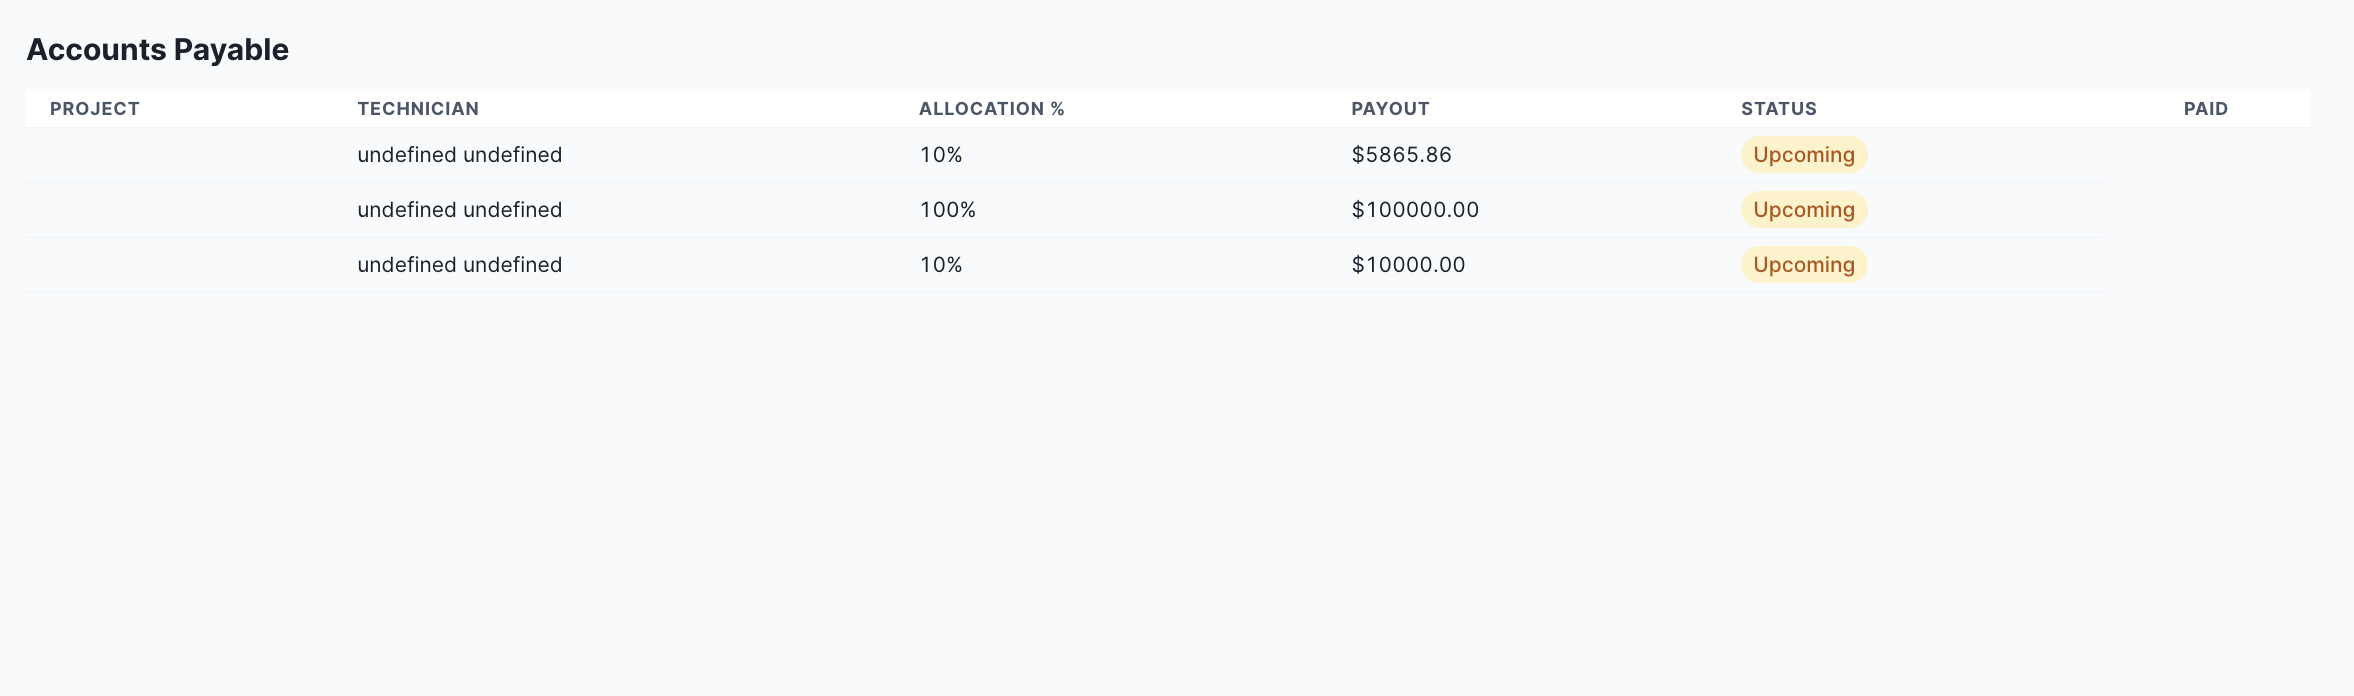 Accounts Payable
PROJECT TECHNICIAN ALLOCATION % PAYOUT STATUS PAID
undefined undefined 10% $5865.86 Upcoming
undefined undefined 100% $100000.00 Upcoming
undefined undefined 10% $10000.00 Upcoming